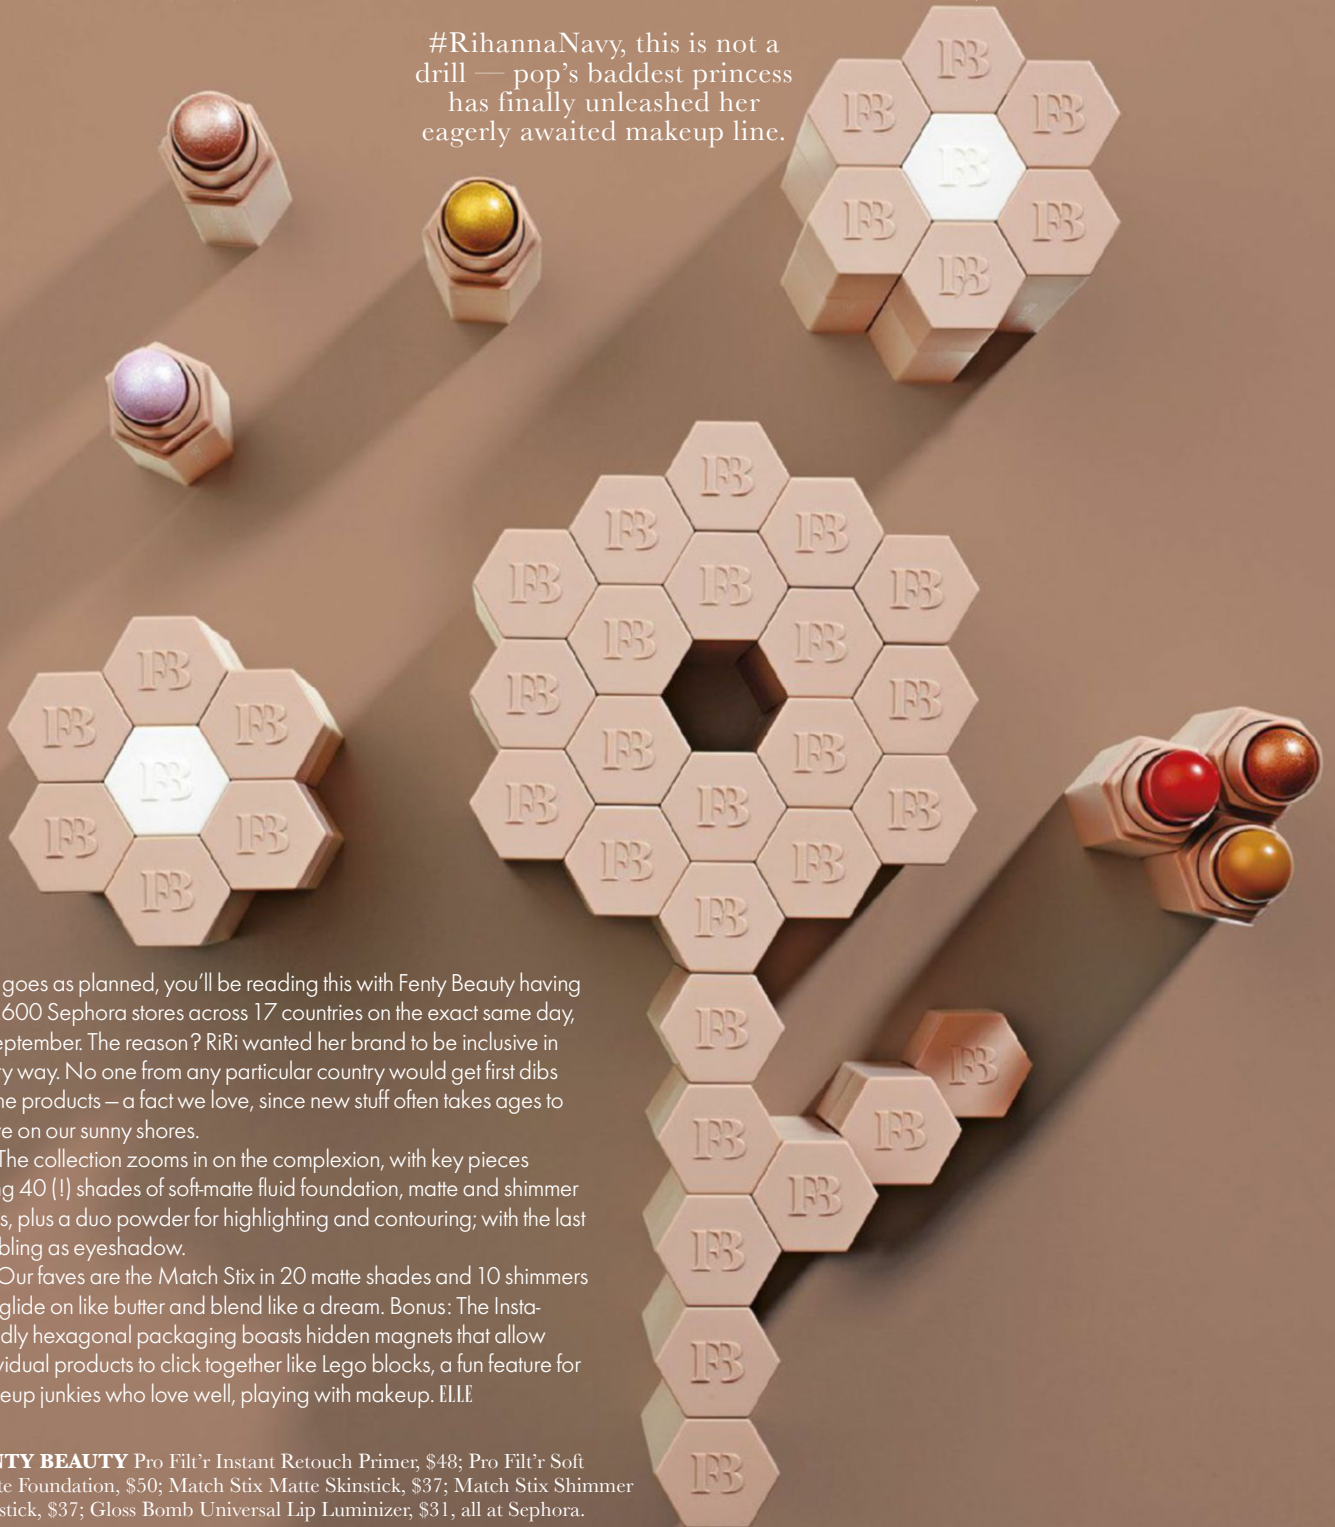 #RihannaNavy, this is not a
drill — pop’s baddest princess
has finally unleashed her
eagerly awaited makeup line.
goes as planned, you’ll be reading this with Fenty Beauty having
600 Sephora stores across 17 countries on the exact same day,
eptember. The reason? RiRi wanted her brand to be inclusive in
ry way. No one from any particular country would get first dibs
he products – a fact we love, since new stuff often takes ages to
e on our sunny shores.
The collection zooms in on the complexion, with key pieces
ng 40 (!) shades of soft-matte fluid foundation, matte and shimmer
s, plus a duo powder for highlighting and contouring; with the last
bling as eyeshadow.
Our faves are the Match Stix in 20 matte shades and 10 shimmers
glide on like butter and blend like a dream. Bonus: The Insta-
dly hexagonal packaging boasts hidden magnets that allow
vidual products to click together like Lego blocks, a fun feature for
eup junkies who love well, playing with makeup. ELLE
NTY BEAUTY Pro Filt’r Instant Retouch Primer, $48; Pro Filt’r Soft
te Foundation, $50; Match Stix Matte Skinstick, $37; Match Stix Shimmer
stick, $37; Gloss Bomb Universal Lip Luminizer, $31, all at Sephora.